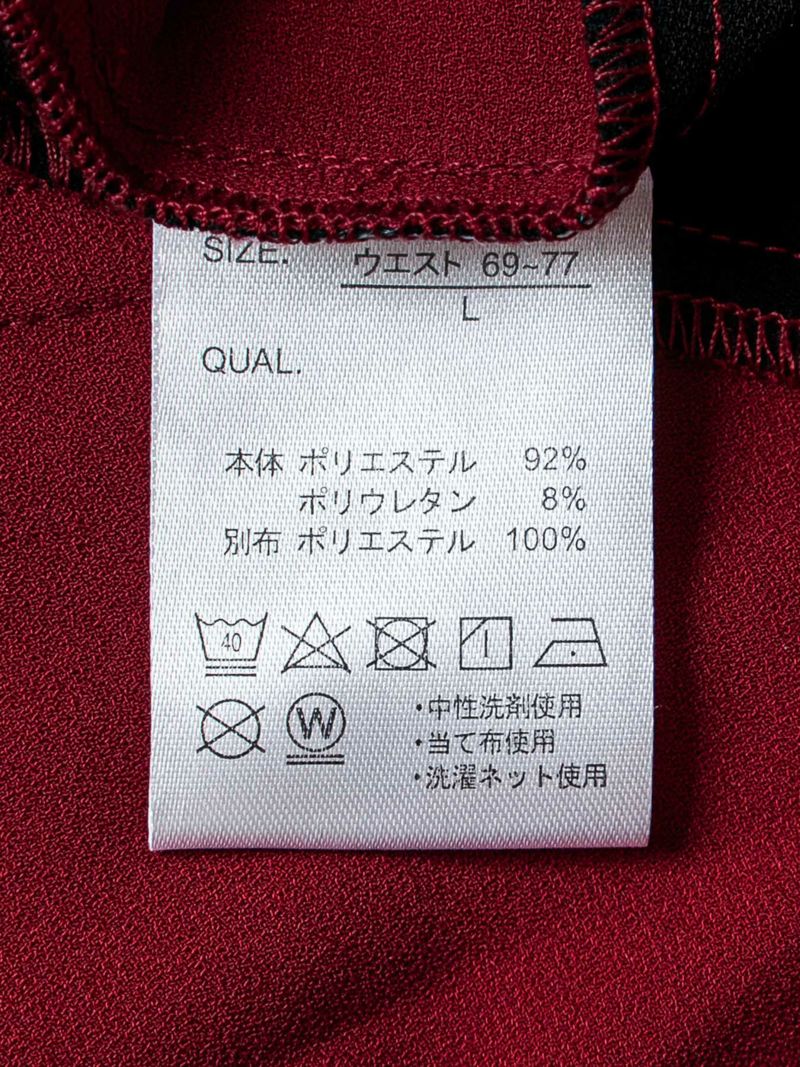 SIZE.
ウエスト 69~77
L
QUAL.
本体 ポリエステル 92%
ポリウレタン 8%
別布 ポリエステル 100%
40
W
・中性洗剤使用
・当て布使用
・洗濯ネット使用